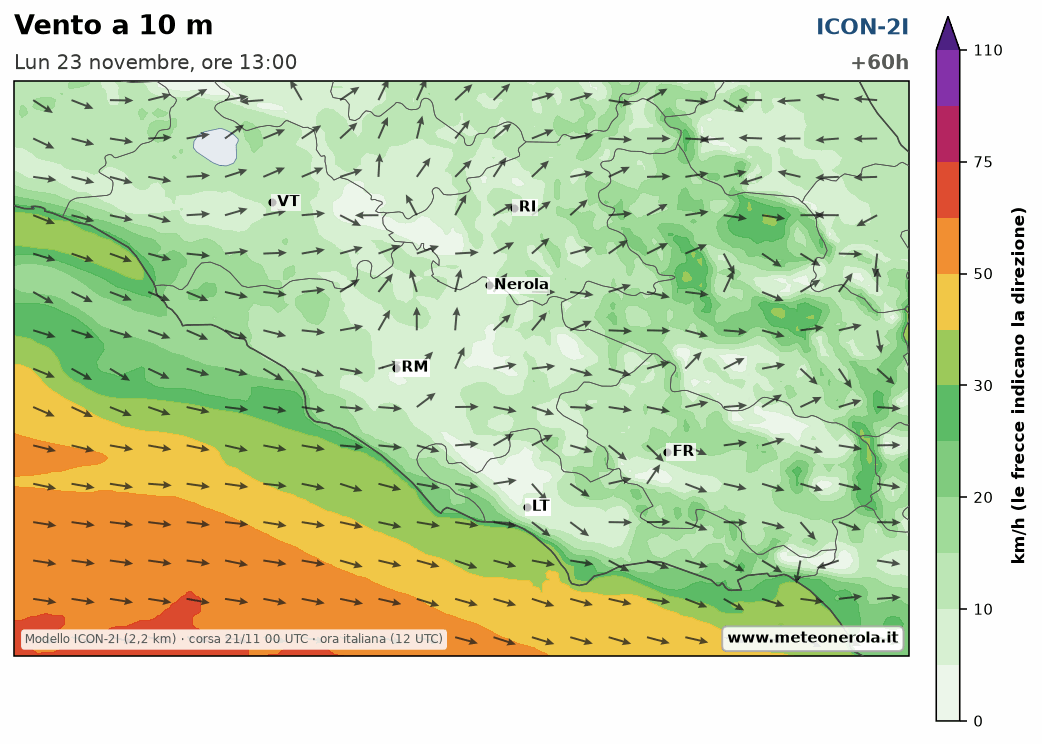 Vento a 10 m
ICON-2I
Lun 23 novembre, ore 13:00
+60h
110
75
50
30
20
10
0
km/h (le frecce indicano la direzione)
VT
RI
Nerola
RM
FR
LT
Modello ICON-2I (2,2 km) · corsa 21/11 00 UTC · ora italiana (12 UTC)
www.meteonerola.it